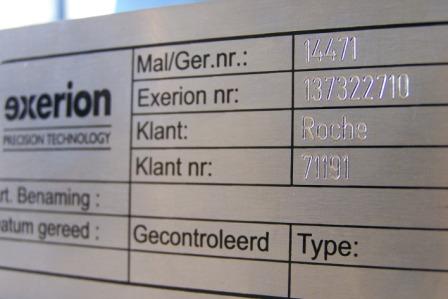 Mal/Ger.nr.: 14471
exerion Exerion nr: 137322710
PRECISION TECHNOLOGY Klant: Roche
Klant nr: 71191
rt. Benaming :
atum gereed : Gecontroleerd Type: